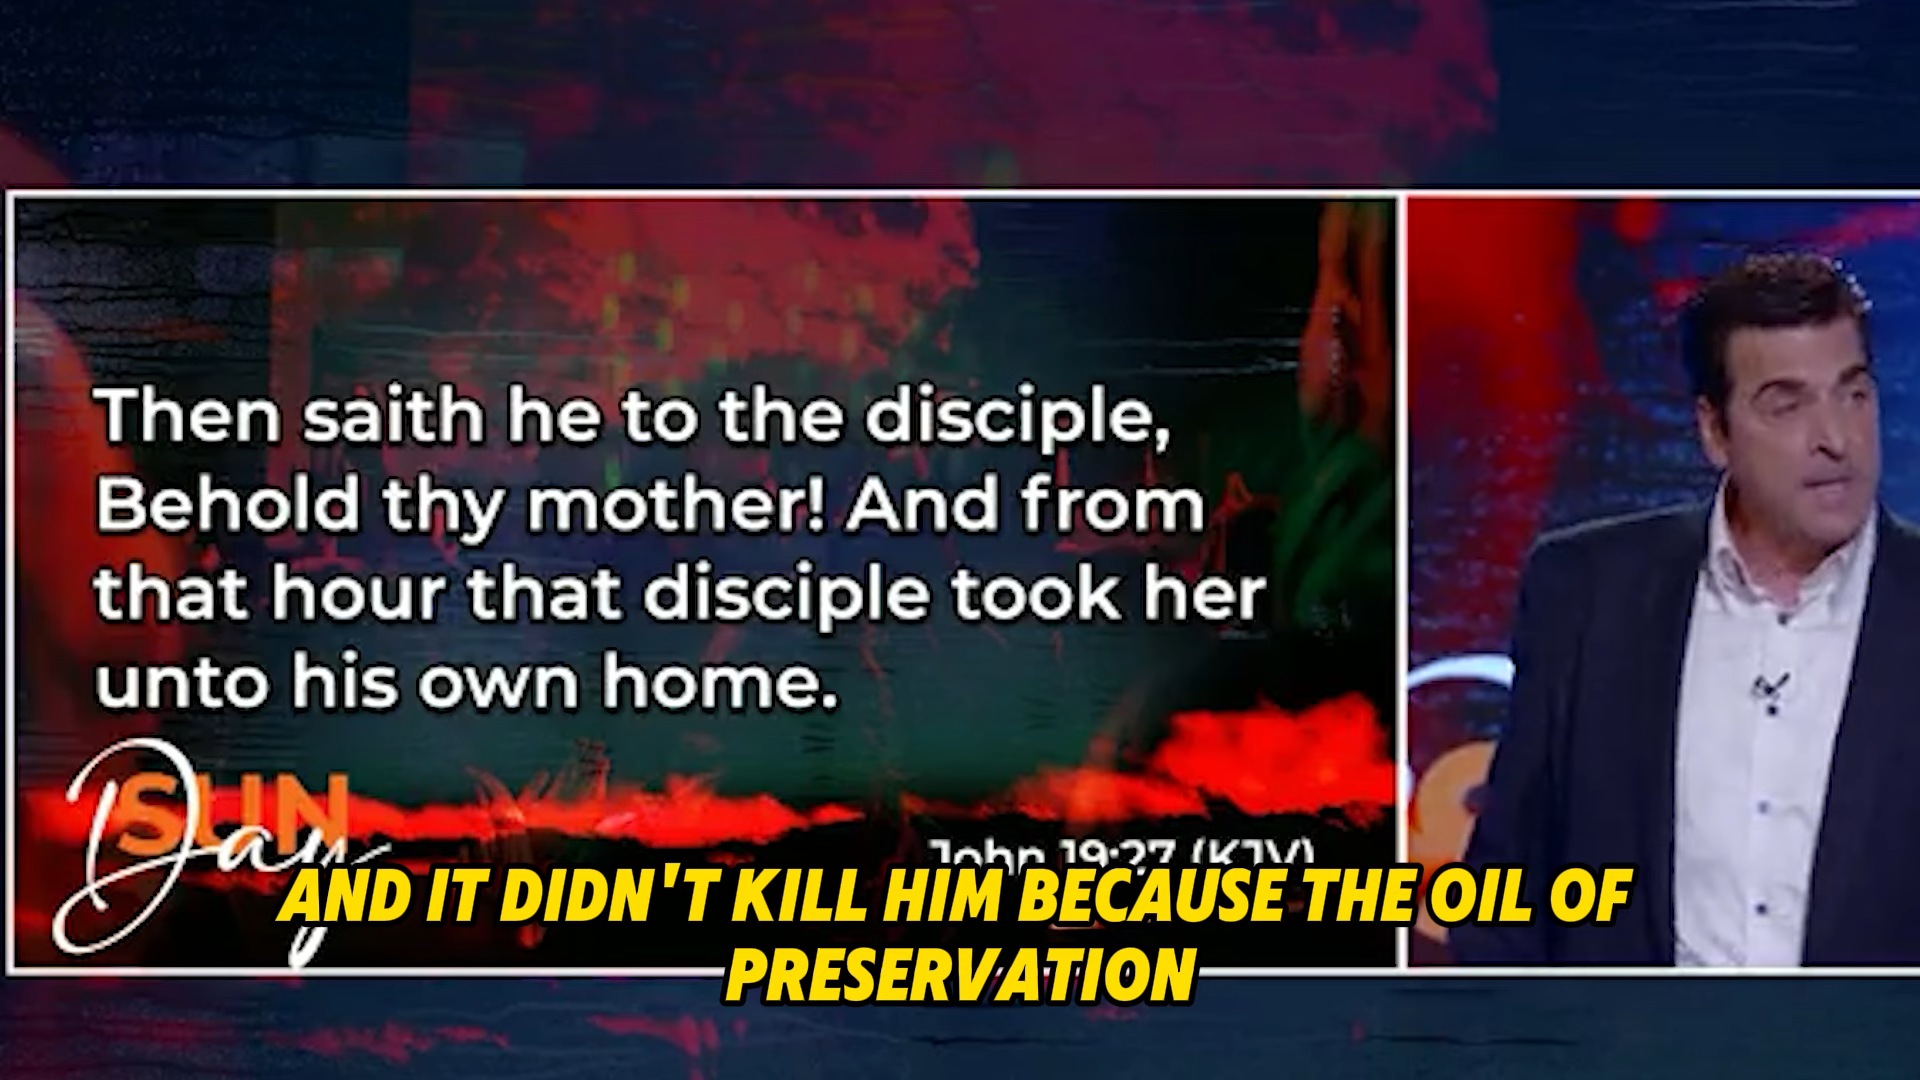 Then saith he to the disciple,
Behold thy mother! And from
that hour that disciple took her
unto his own home.
SUN
Day
John 19:27 (KJV)
AND IT DIDN'T KILL HIM BECAUSE THE OIL OF
PRESERVATION